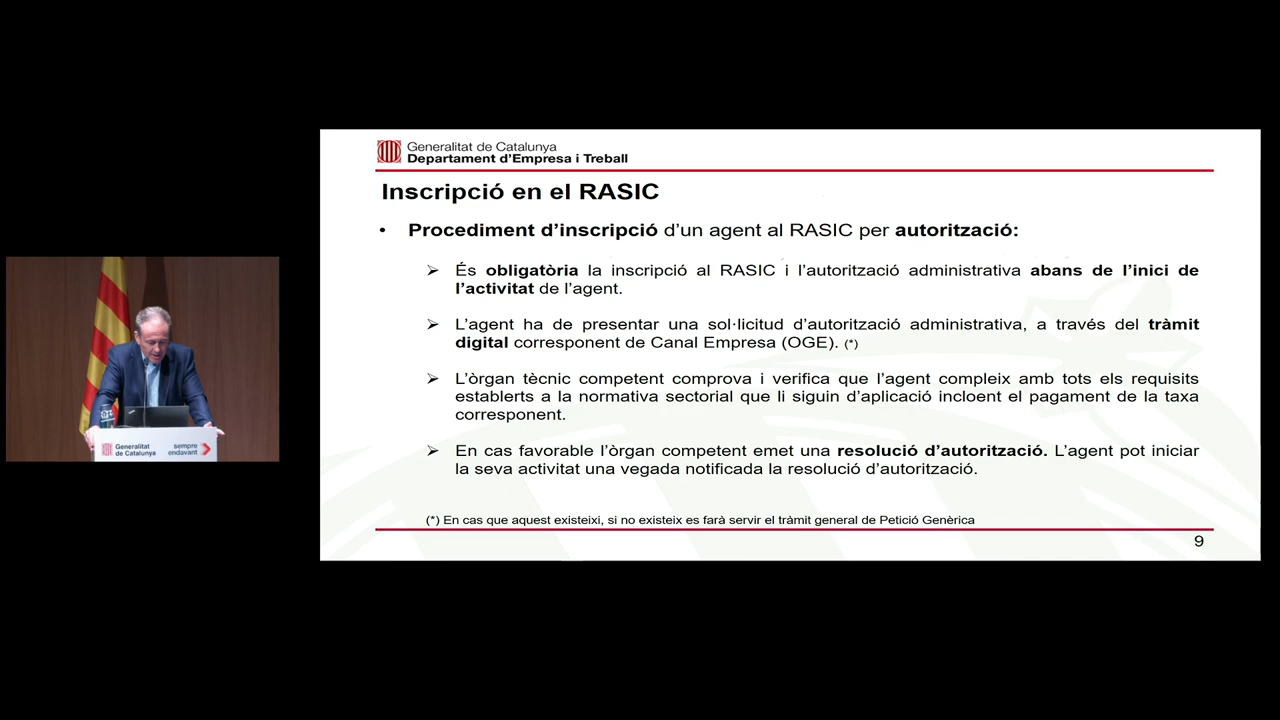 Generalitat de Catalunya
Departament d'Empresa i Treball
Inscripció en el RASIC
• Procediment d'inscripció d'un agent al RASIC per autorització:
➢ És obligatòria la inscripció al RASIC i l'autorització administrativa abans de l'inici de
l'activitat de l'agent.
➢ L'agent ha de presentar una sol·licitud d'autorització administrativa, a través del tràmit
digital corresponent de Canal Empresa (OGE). (*)
➢ L'òrgan tècnic competent comprova i verifica que l'agent compleix amb tots els requisits
establerts a la normativa sectorial que li siguin d'aplicació incloent el pagament de la taxa
corresponent.
➢ En cas favorable l'òrgan competent emet una resolució d'autorització. L'agent pot iniciar
la seva activitat una vegada notificada la resolució d'autorització.
(*) En cas que aquest existeixi, si no existeix es farà servir el tràmit general de Petició Genèrica
9
Generalitat
de Catalunya
sempre
endavant